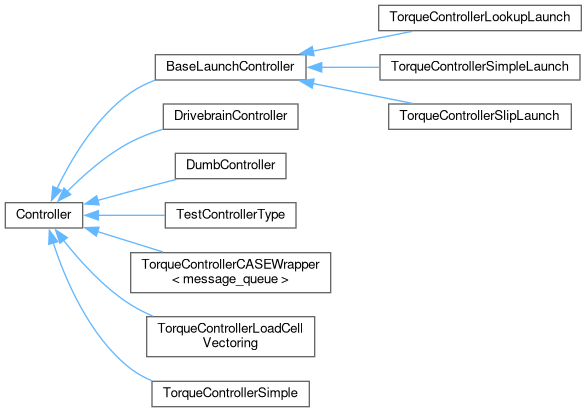 TorqueControllerLookupLaunch
BaseLaunchController
TorqueControllerSimpleLaunch
TorqueControllerSlipLaunch
DrivebrainController
DumbController
Controller
TestControllerType
TorqueControllerCASEWrapper
< message_queue >
TorqueControllerLoadCell
Vectoring
TorqueControllerSimple